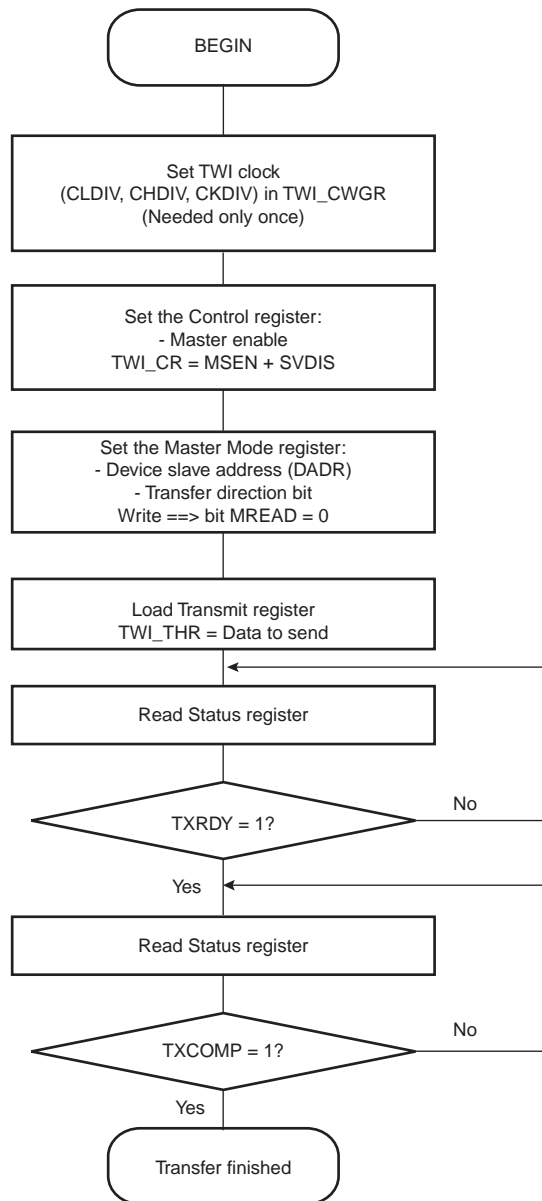 BEGIN
Set TWI clock
(CLDIV, CHDIV, CKDIV) in TWI_CWGR
(Needed only once)
Set the Control register:
- Master enable
TWI_CR = MSEN + SVDIS
Set the Master Mode register:
- Device slave address (DADR)
- Transfer direction bit
Write ==> bit MREAD = 0
Load Transmit register
TWI_THR = Data to send
Read Status register
No
TXRDY = 1?
Yes
Read Status register
No
TXCOMP = 1?
Yes
Transfer finished